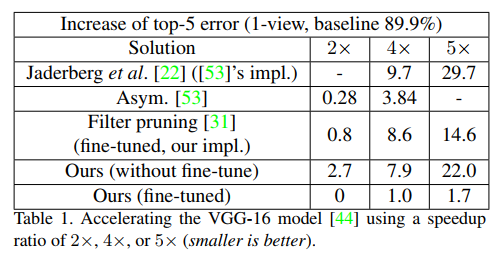 Increase of top-5 error (1-view, baseline 89.9%)
Solution 2× 4× 5×
Jaderberg et al. [22] ([53]'s impl.) - 9.7 29.7
Asym. [53] 0.28 3.84 -
Filter pruning [31]
(fine-tuned, our impl.) 0.8 8.6 14.6
Ours (without fine-tune) 2.7 7.9 22.0
Ours (fine-tuned) 0 1.0 1.7
Table 1. Accelerating the VGG-16 model [44] using a speedup
ratio of 2×, 4×, or 5× (smaller is better).